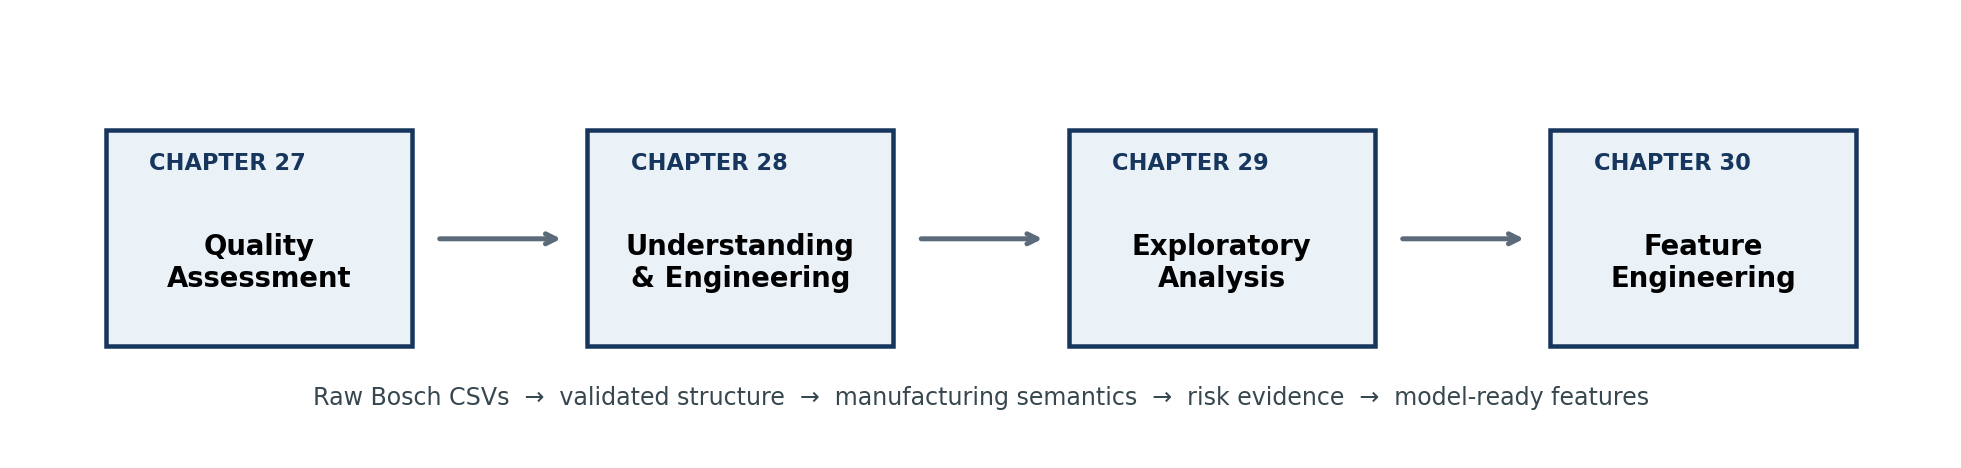 CHAPTER 27
Quality
Assessment
CHAPTER 28
Understanding
& Engineering
CHAPTER 29
Exploratory
Analysis
CHAPTER 30
Feature
Engineering
Raw Bosch CSVs → validated structure → manufacturing semantics → risk evidence → model-ready features